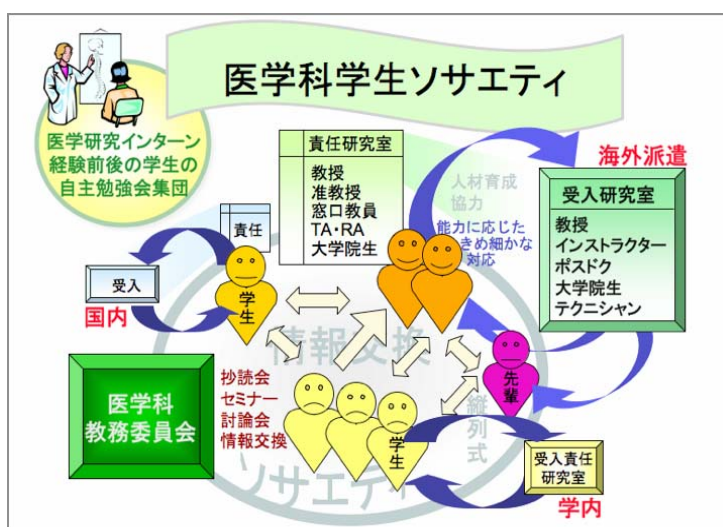 医学科学生ソサエティ
医学研究インターン
経験前後の学生の
自主勉強会集団
責任研究室
教授
准教授
窓口教員
TA・RA
大学院生
人材育成
協力
能力に応じた
きめ細かな
対応
海外派遣
受入研究室
教授
インストラクター
ポスドク
大学院生
テクニシャン
責任
受入
国内
学生
情報交換
医学科
教務委員会
抄読会
セミナー
討論会
情報交換
学生
先輩
縦列式
ソサエティ
受入責任
研究室
学内